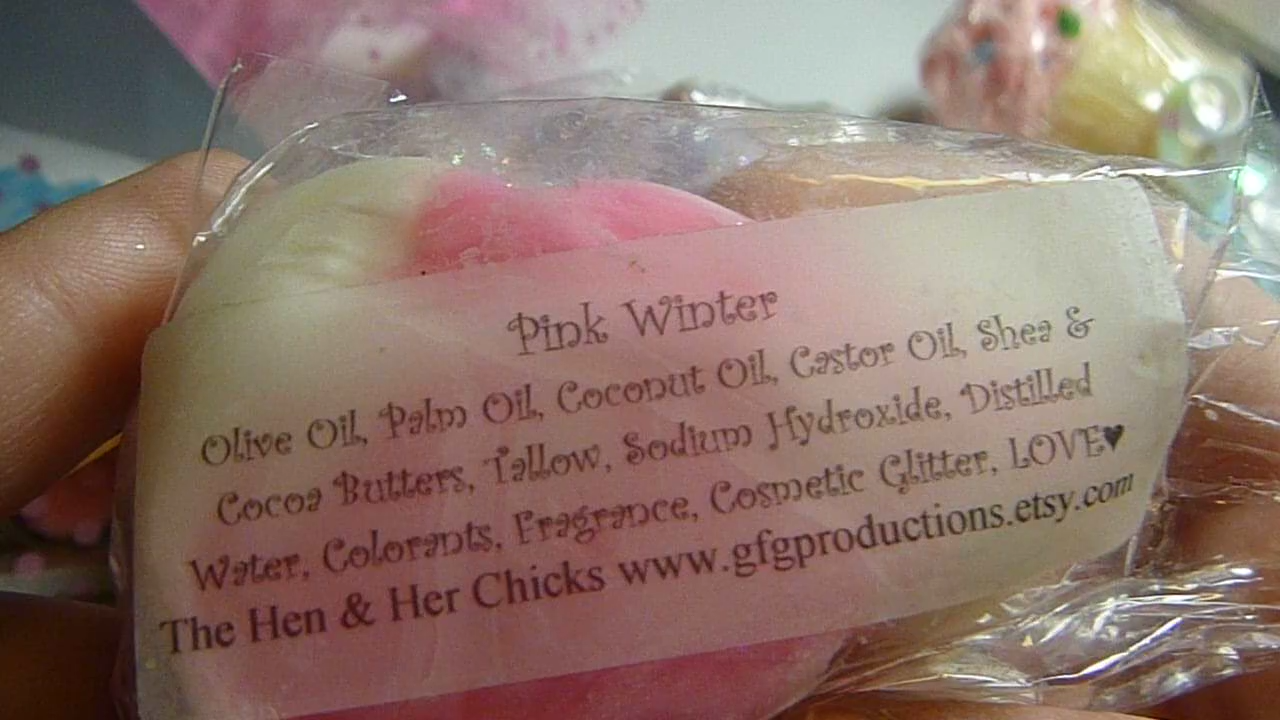 Pink Winter
Olive Oil, Palm Oil, Coconut Oil, Castor Oil, Shea &
Cocoa Butters, Tallow, Sodium Hydroxide, Distilled
Water, Colorants, Fragrance, Cosmetic Glitter, LOVE♥
The Hen & Her Chicks www.gfgproductions.etsy.com